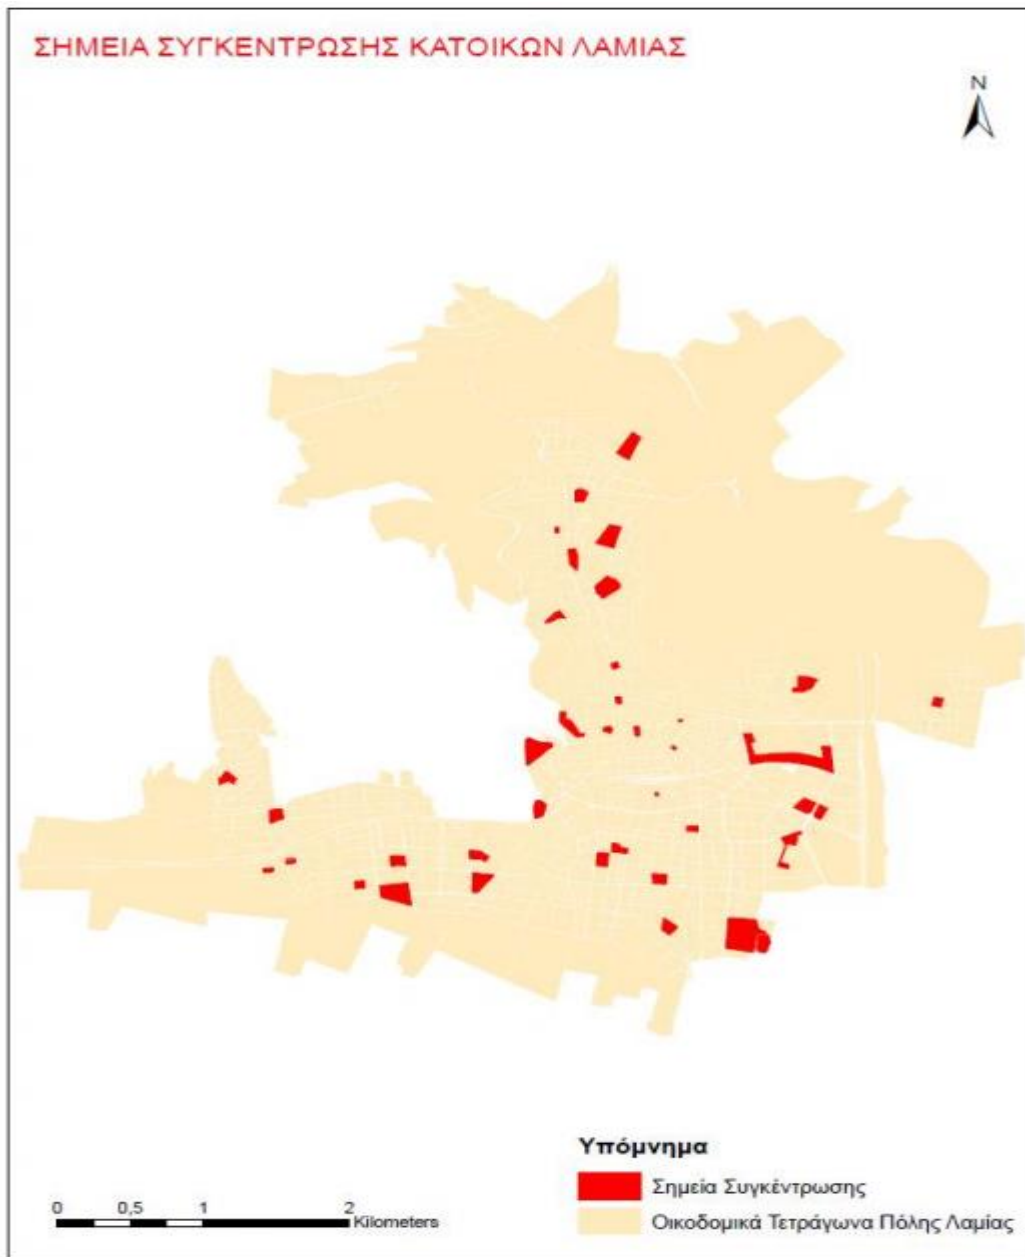 ΣΗΜΕΙΑ ΣΥΓΚΕΝΤΡΩΣΗΣ ΚΑΤΟΙΚΩΝ ΛΑΜΙΑΣ
N
Υπόμνημα
Σημεία Συγκέντρωσης
Οικοδομικά Τετράγωνα Πόλης Λαμίας
0 0,5 1 2
Kilometers